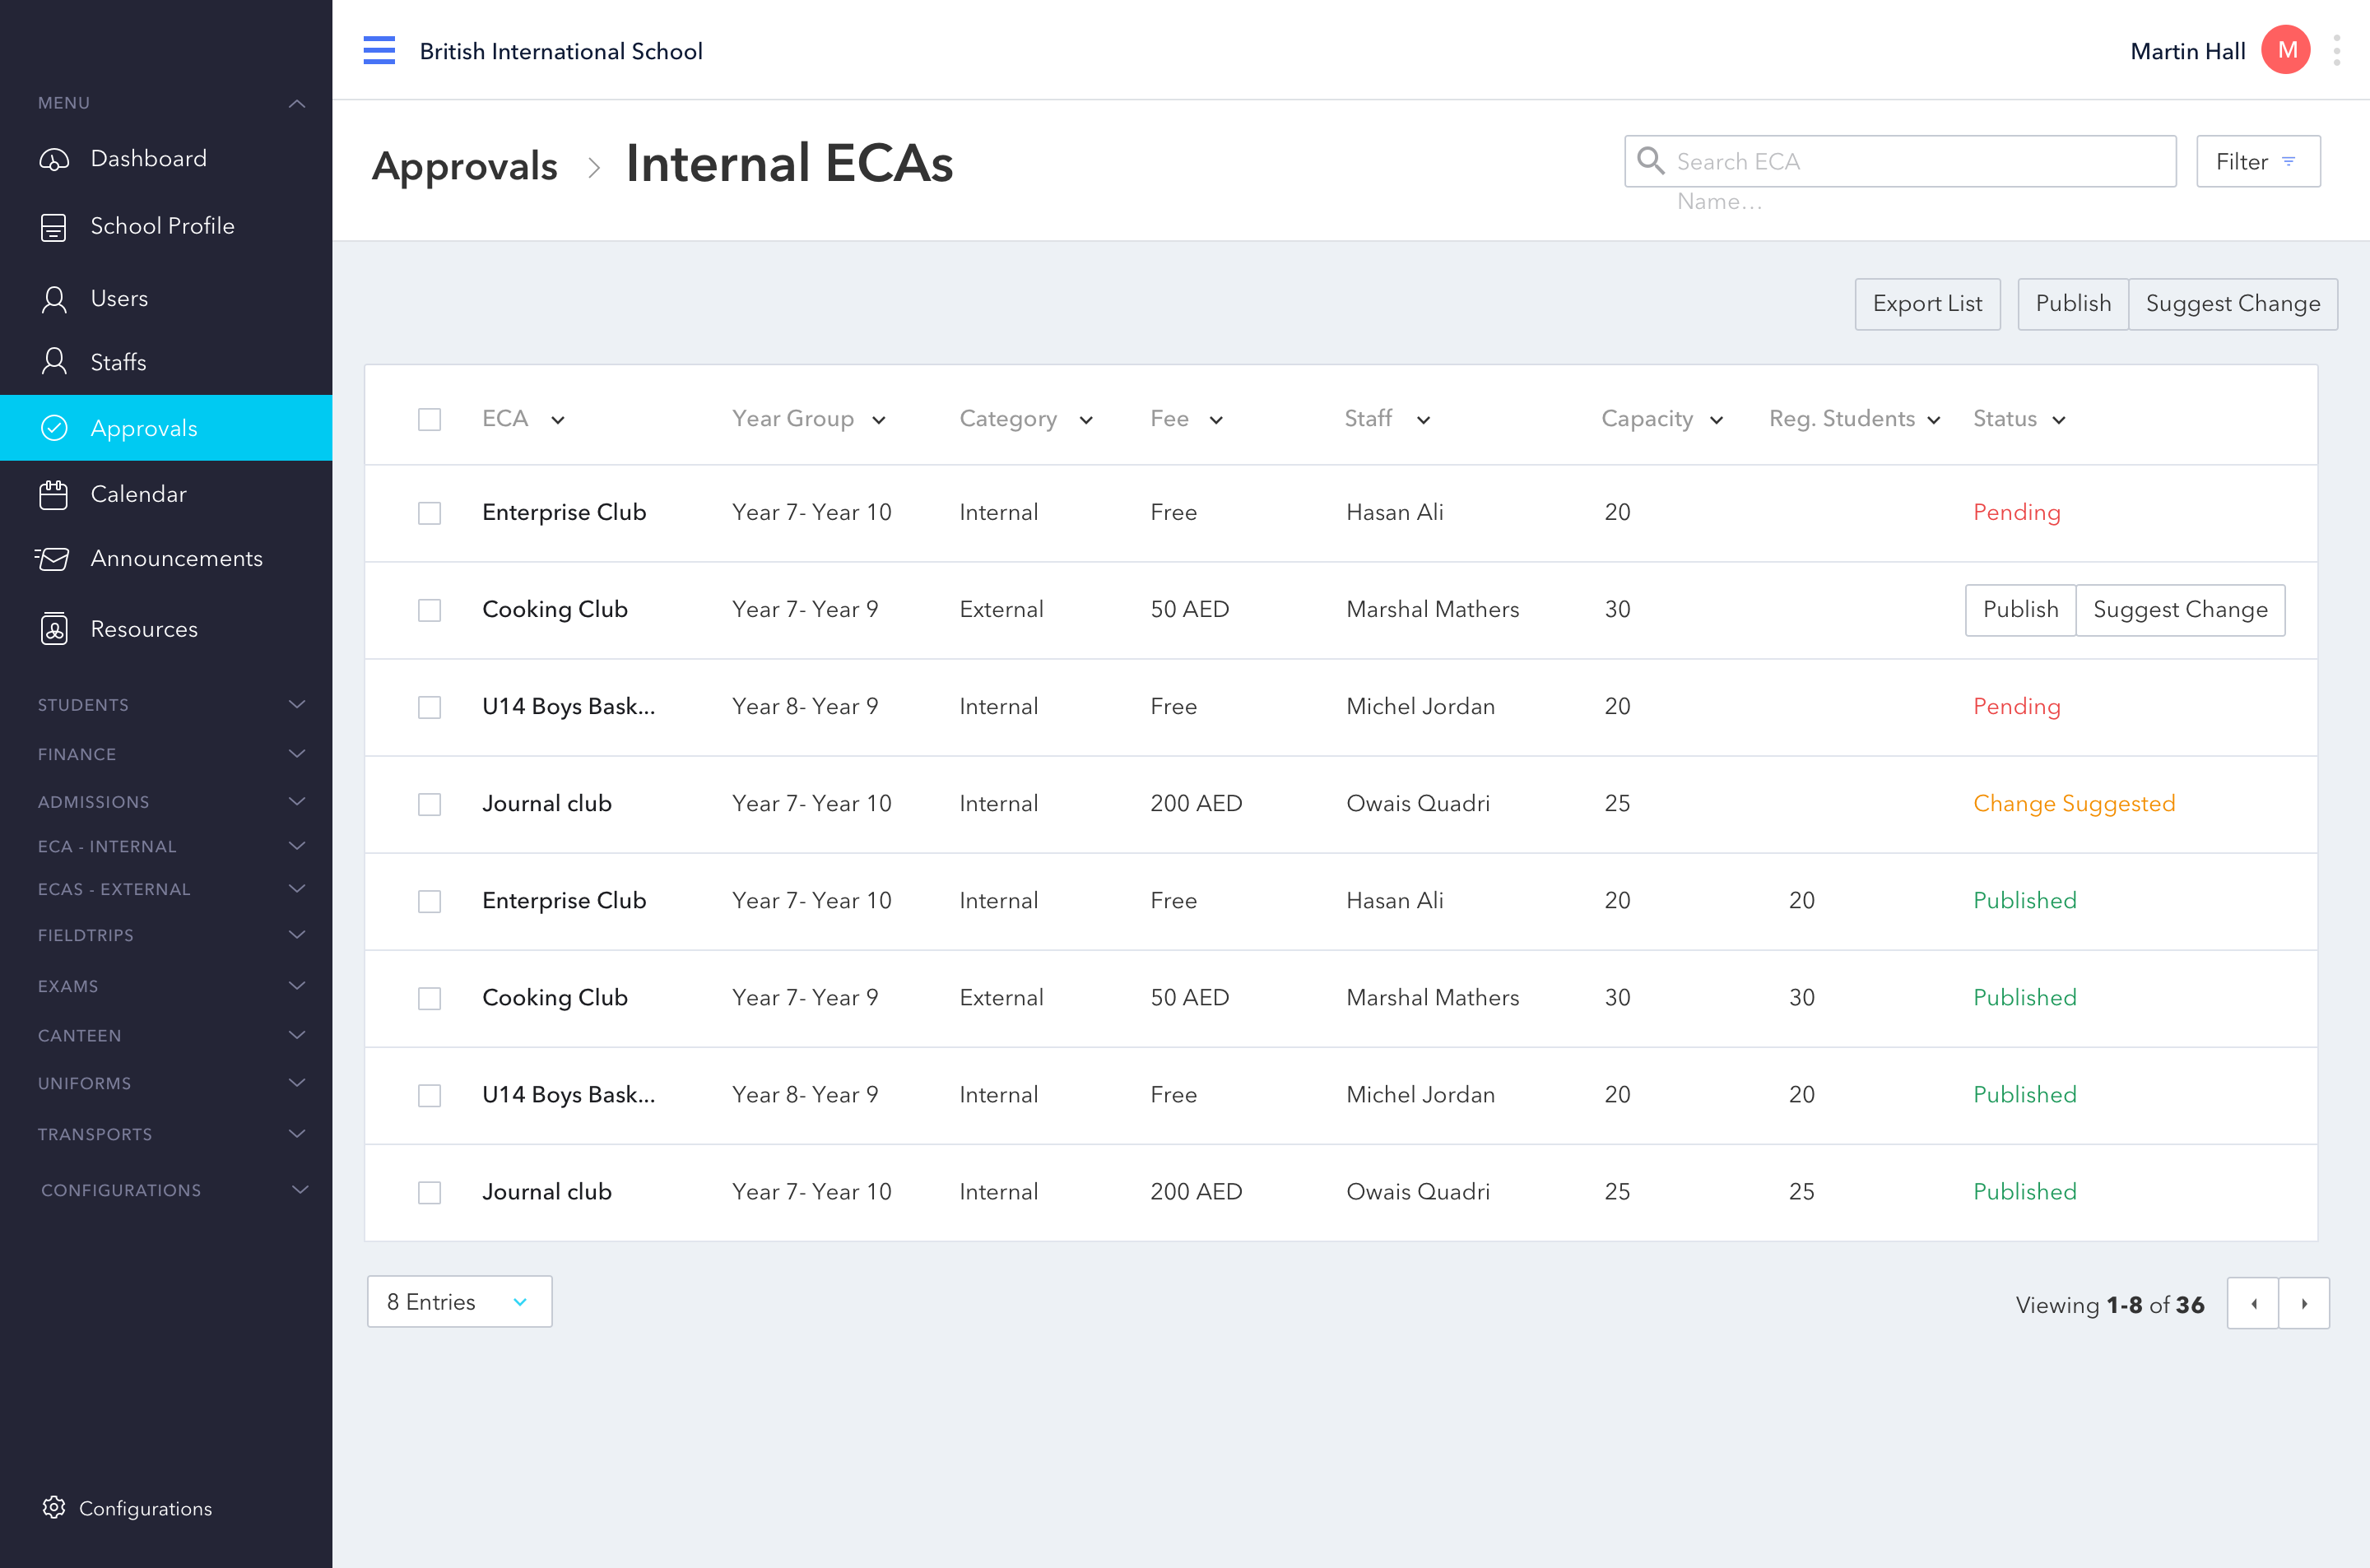 British International School
Martin Hall M
MENU
Dashboard
School Profile
Users
Staffs
Approvals
Calendar
Announcements
Resources
STUDENTS
FINANCE
ADMISSIONS
ECA - INTERNAL
ECAS - EXTERNAL
FIELDTRIPS
EXAMS
CANTEEN
UNIFORMS
TRANSPORTS
CONFIGURATIONS
Configurations
Approvals > Internal ECAs
Search ECA
Name...
Filter
Export List Publish Suggest Change
ECA Year Group Category Fee Staff Capacity Reg. Students Status
Enterprise Club Year 7- Year 10 Internal Free Hasan Ali 20 Pending
Cooking Club Year 7- Year 9 External 50 AED Marshal Mathers 30 Publish Suggest Change
U14 Boys Bask... Year 8- Year 9 Internal Free Michel Jordan 20 Pending
Journal club Year 7- Year 10 Internal 200 AED Owais Quadri 25 Change Suggested
Enterprise Club Year 7- Year 10 Internal Free Hasan Ali 20 20 Published
Cooking Club Year 7- Year 9 External 50 AED Marshal Mathers 30 30 Published
U14 Boys Bask... Year 8- Year 9 Internal Free Michel Jordan 20 20 Published
Journal club Year 7- Year 10 Internal 200 AED Owais Quadri 25 25 Published
8 Entries
Viewing 1-8 of 36